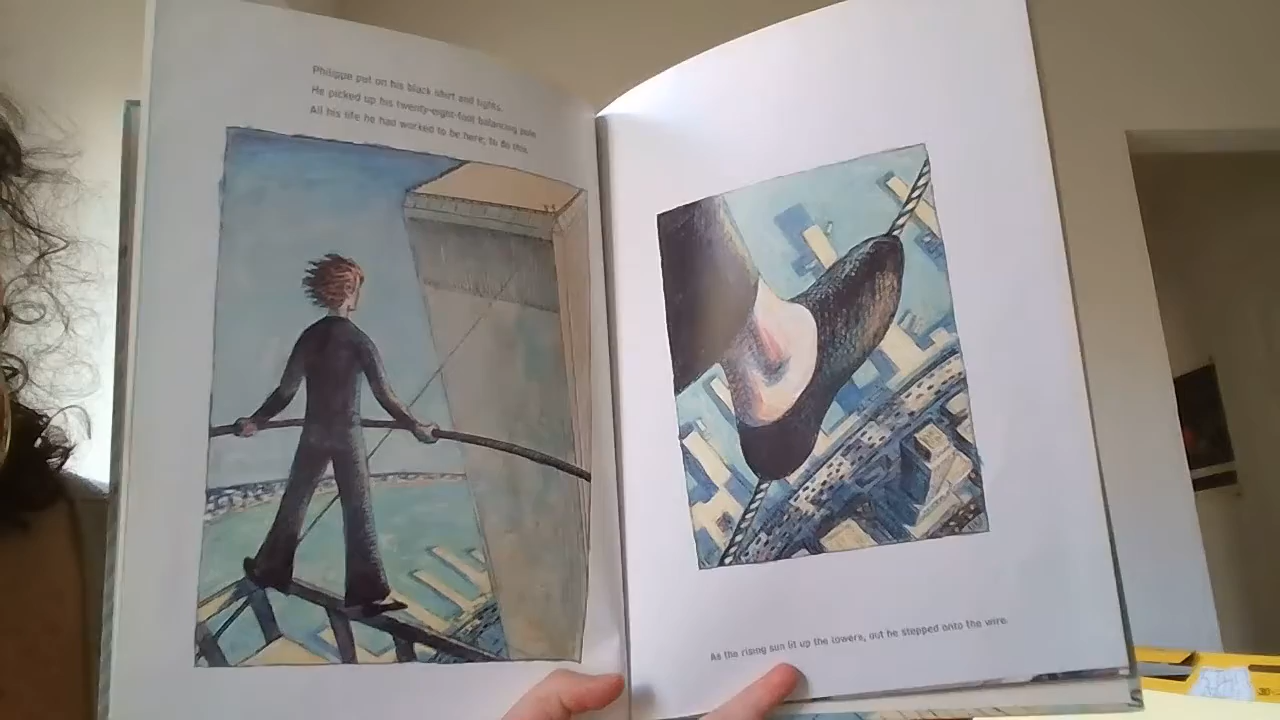 Philippe put on his black shirt and tights.
He picked up his twenty-eight-foot balancing pole
All his life he had worked to be here; to do this.
As the rising sun lit up the towers, out he stepped onto the wire.